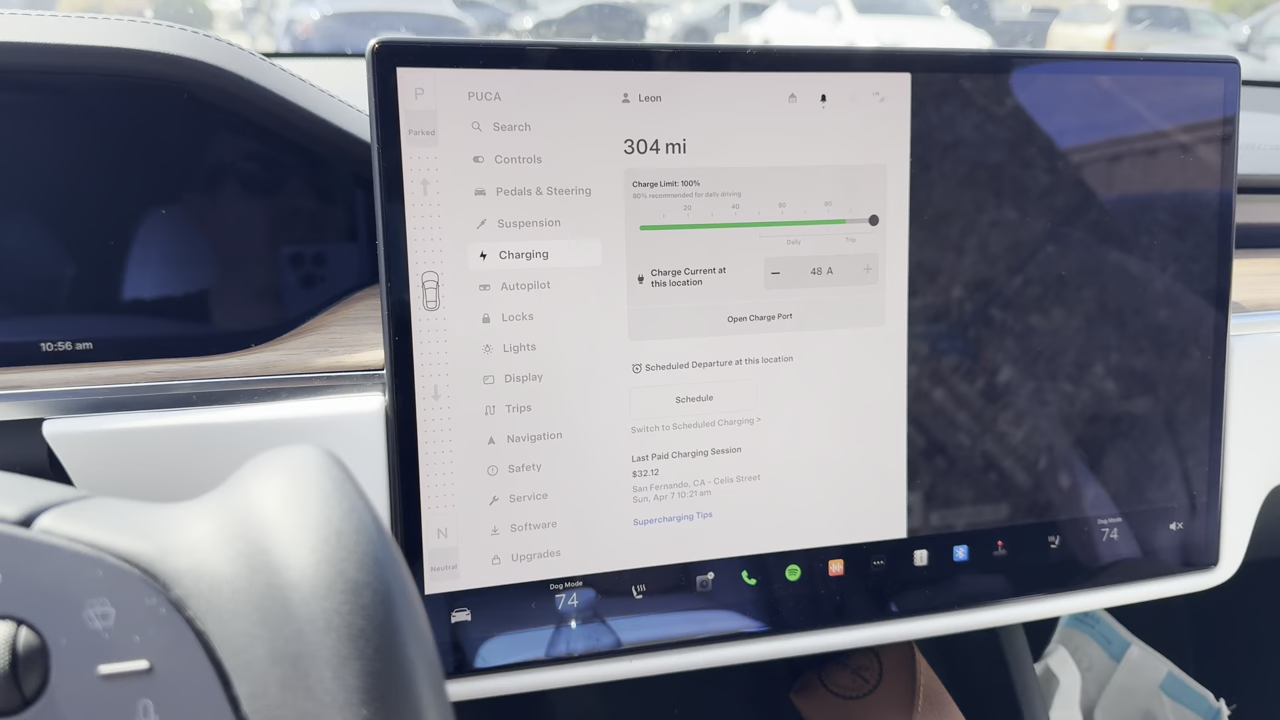 10:56 am
P
Parked
N
Neutral
PUCA
Search
Controls
Pedals & Steering
Suspension
Charging
Autopilot
Locks
Lights
Display
Trips
Navigation
Safety
Service
Software
Upgrades
Leon
304 mi
Charge Limit: 100%
80% recommended for daily driving
20 40 60 80
Daily Trip
Charge Current at
this location
48 A
Open Charge Port
Scheduled Departure at this location
Schedule
Switch to Scheduled Charging >
Last Paid Charging Session
$32.12
San Fernando, CA - Celis Street
Sun, Apr 7 10:21 am
Supercharging Tips
Dog Mode
74
Dog Mode
74